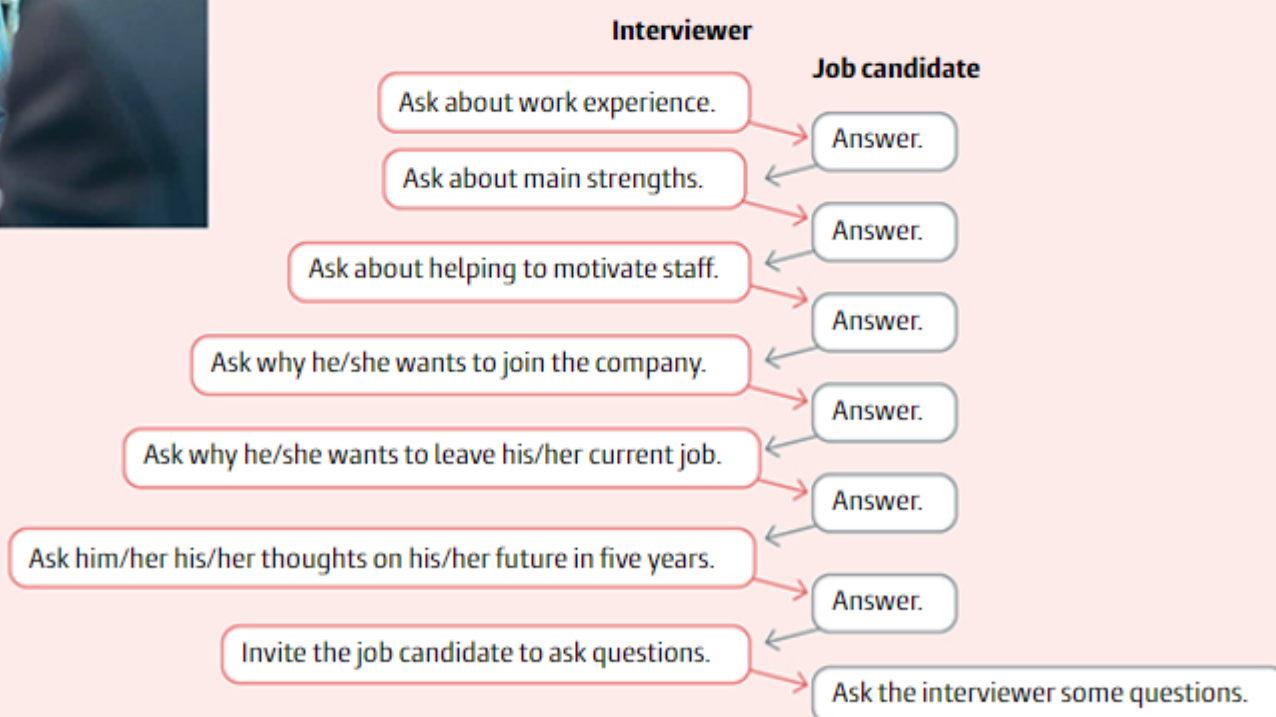 Interviewer
Job candidate
Ask about work experience.
Answer.
Ask about main strengths.
Answer.
Ask about helping to motivate staff.
Answer.
Ask why he/she wants to join the company.
Answer.
Ask why he/she wants to leave his/her current job.
Answer.
Ask him/her his/her thoughts on his/her future in five years.
Answer.
Invite the job candidate to ask questions.
Ask the interviewer some questions.